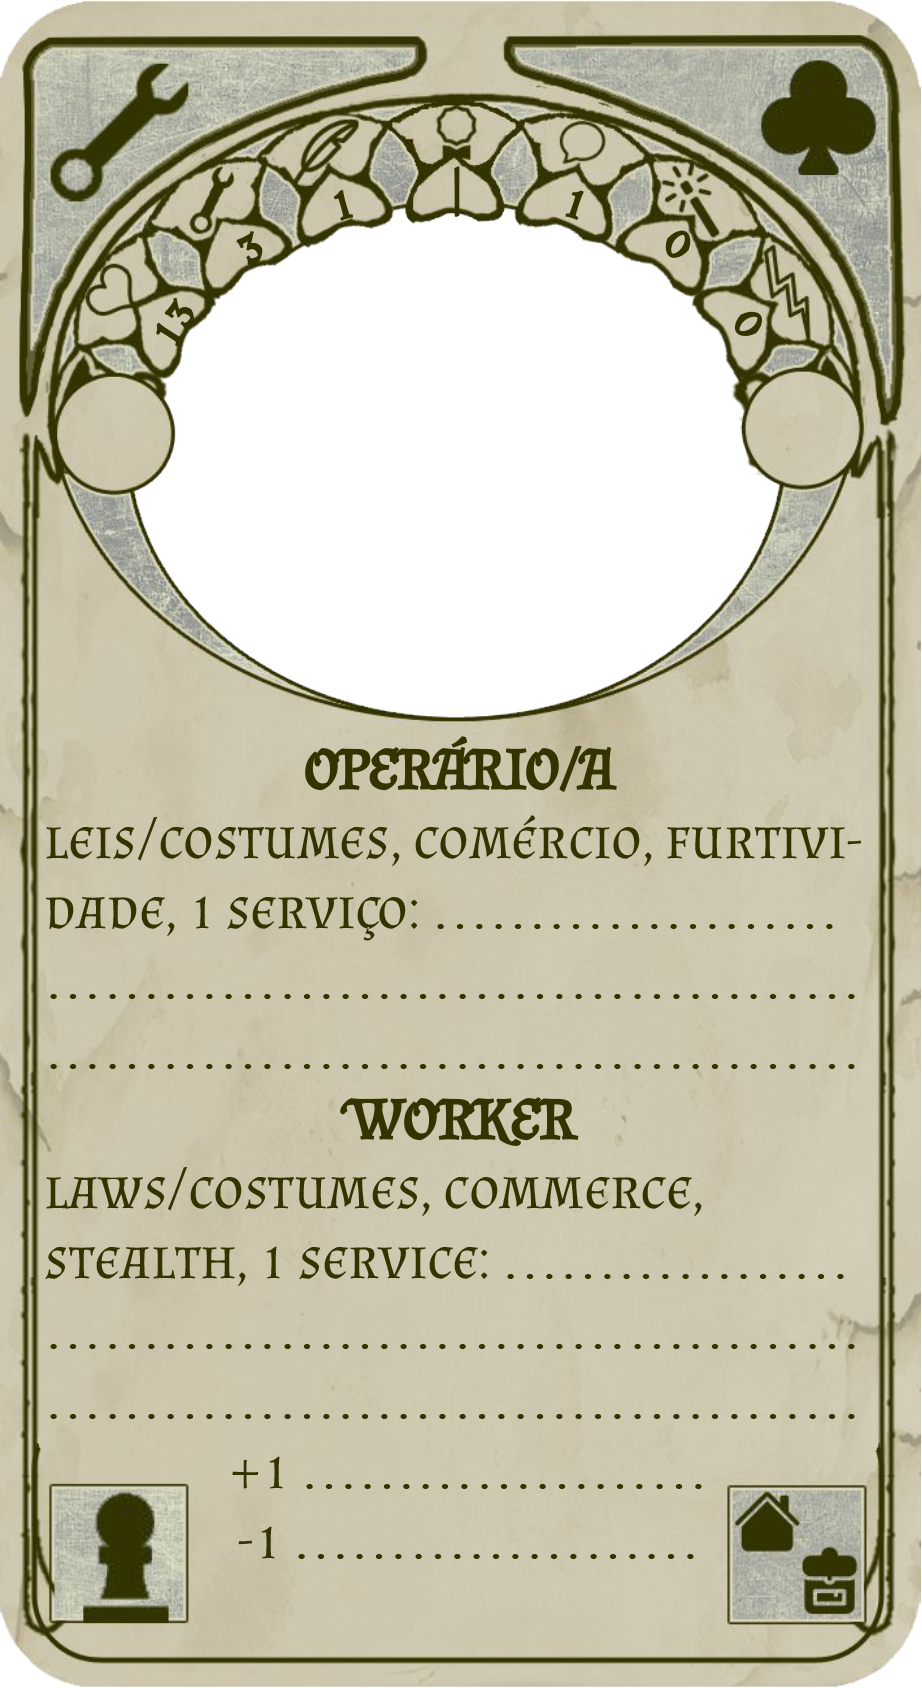 13 3 1 | 1 0 0
OPERÁRIO/A
LEIS/COSTUMES, COMÉRCIO, FURTIVI-
DADE, 1 SERVIÇO: .....................
..........................................
..........................................
WORKER
LAWS/COSTUMES, COMMERCE,
STEALTH, 1 SERVICE: ..................
..........................................
..........................................
+1 .....................
-1 .....................